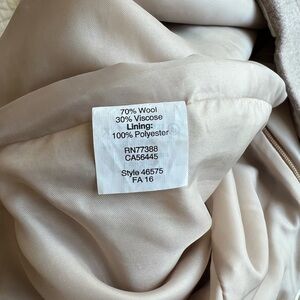 70% Wool
30% Viscose
Lining:
100% Polyester
RN77388
CA56445
Style 46575
FA 16